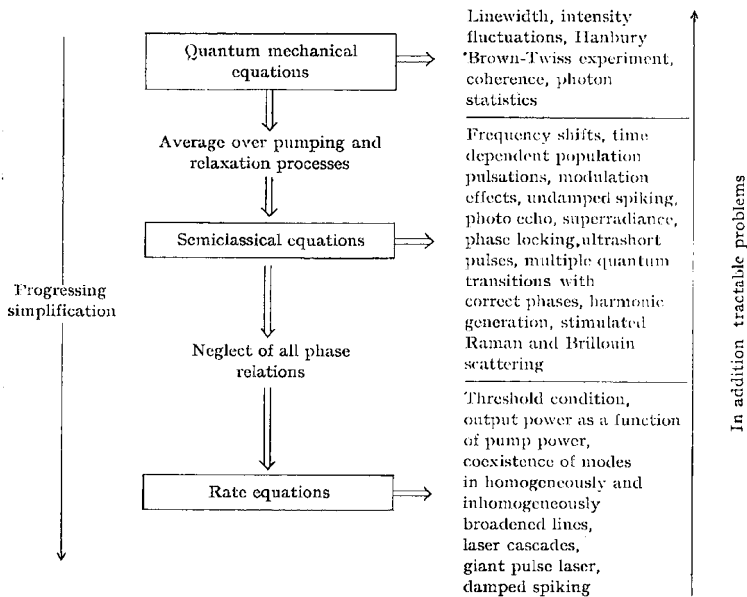 Quantum mechanical
equations
Linewidth, intensity
fluctuations, Hanbury
Brown-Twiss experiment,
coherence, photon
statistics
Average over pumping and
relaxation processes
Semiclassical equations
Frequency shifts, time
dependent population
pulsations, modulation
effects, undamped spiking,
photo echo, superradiance,
phase locking,ultrashort
pulses, multiple quantum
transitions with
correct phases, harmonic
generation, stimulated
Raman and Brillouin
scattering
Neglect of all phase
relations
Rate equations
Threshold condition,
output power as a function
of pump power,
coexistence of modes
in homogeneously and
inhomogeneously
broadened lines,
laser cascades,
giant pulse laser,
damped spiking
Progressing
simplification
In addition tractable problems